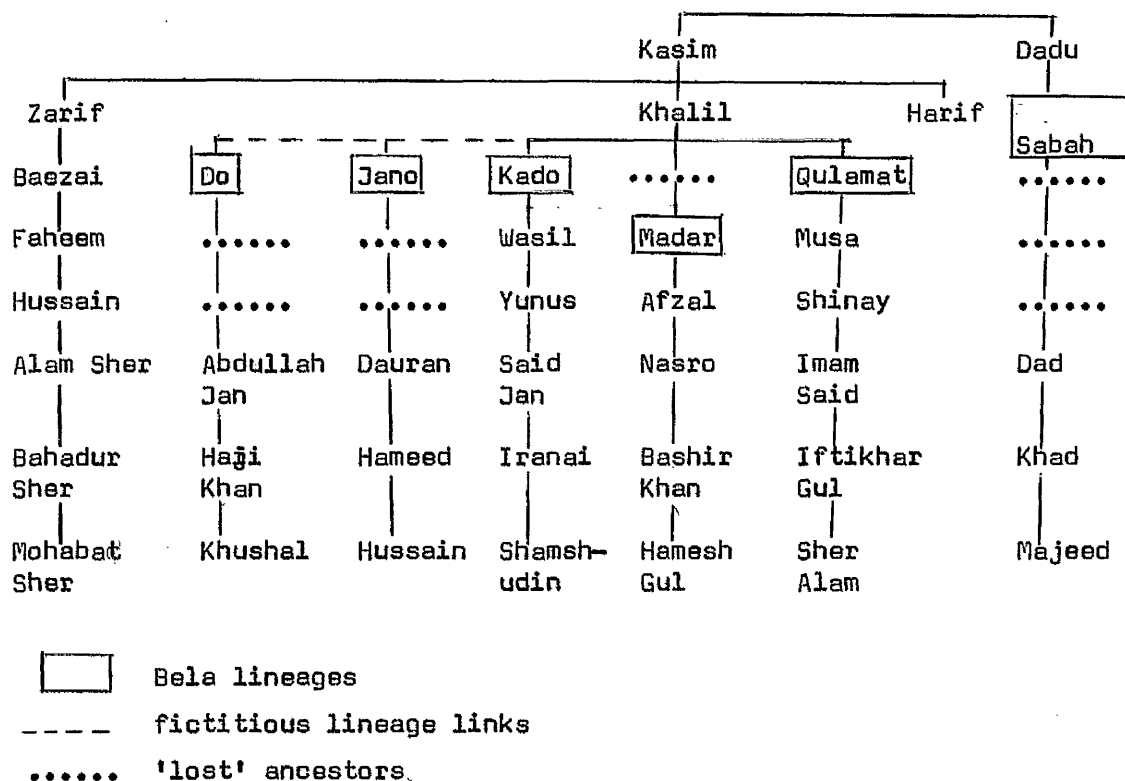 Kasim Dadu
Zarif Khalil Harif
Sabah
Baezai Do Jano Kado ...... Qulamat ......
Faheem ...... ...... Wasil Madar Musa ......
Hussain ...... ...... Yunus Afzal Shinay ......
Alam Sher Abdullah Dauran Said Nasro Imam Dad
Jan Jan Said
Bahadur Haji Hameed Iranai Bashir Iftikhar Khad
Sher Khan Khan Gul
Mohabat Khushal Hussain Shamsh- Hamesh Sher Majeed
Sher udin Gul Alam
Bela lineages
---- fictitious lineage links
...... 'lost' ancestors